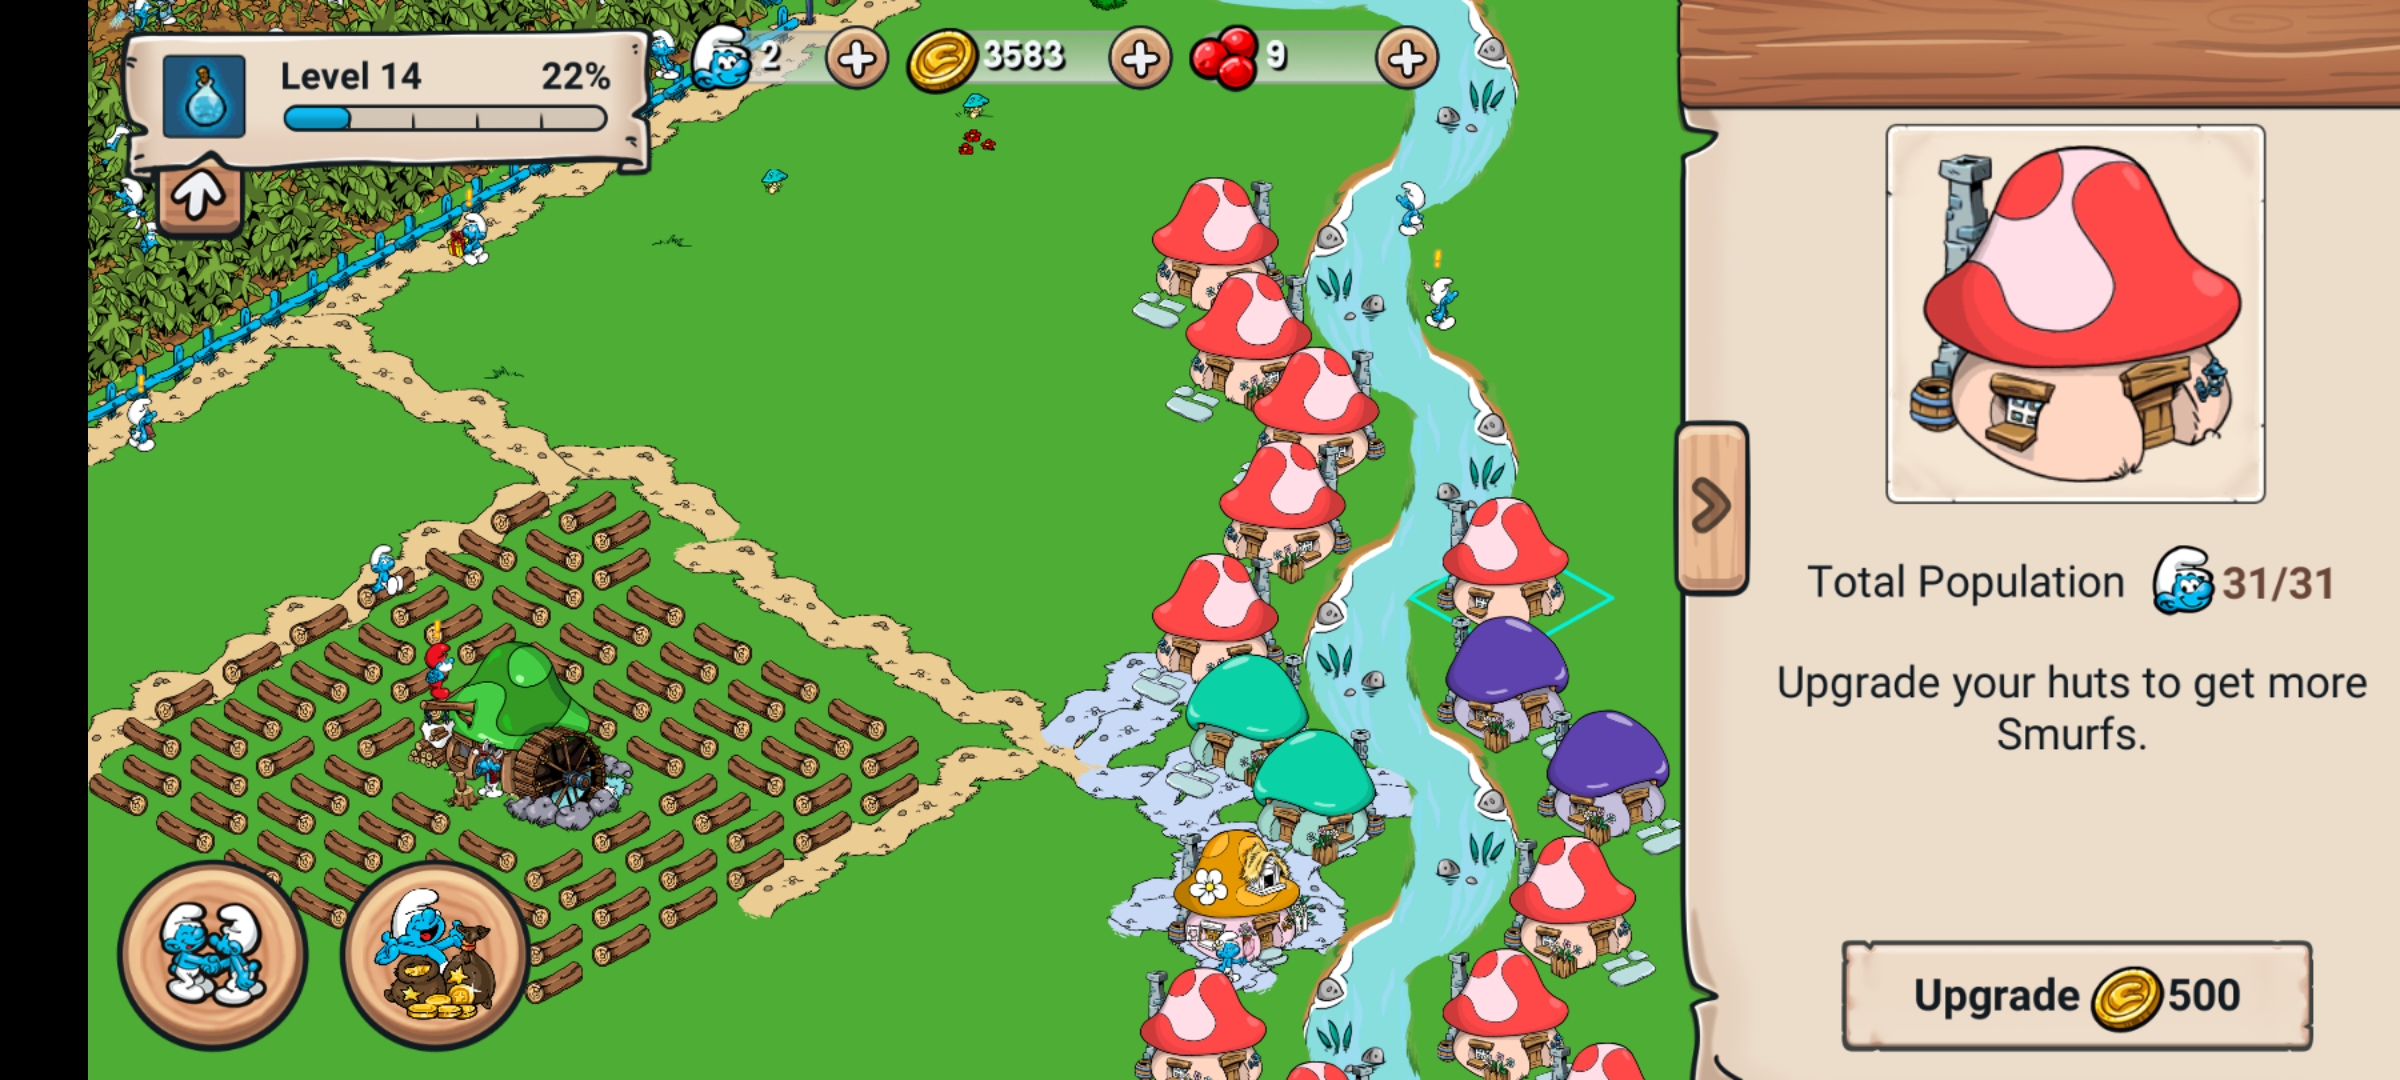 Level 14 22%
2
3583
9
Total Population 31/31
Upgrade your huts to get more
Smurfs.
Upgrade 500